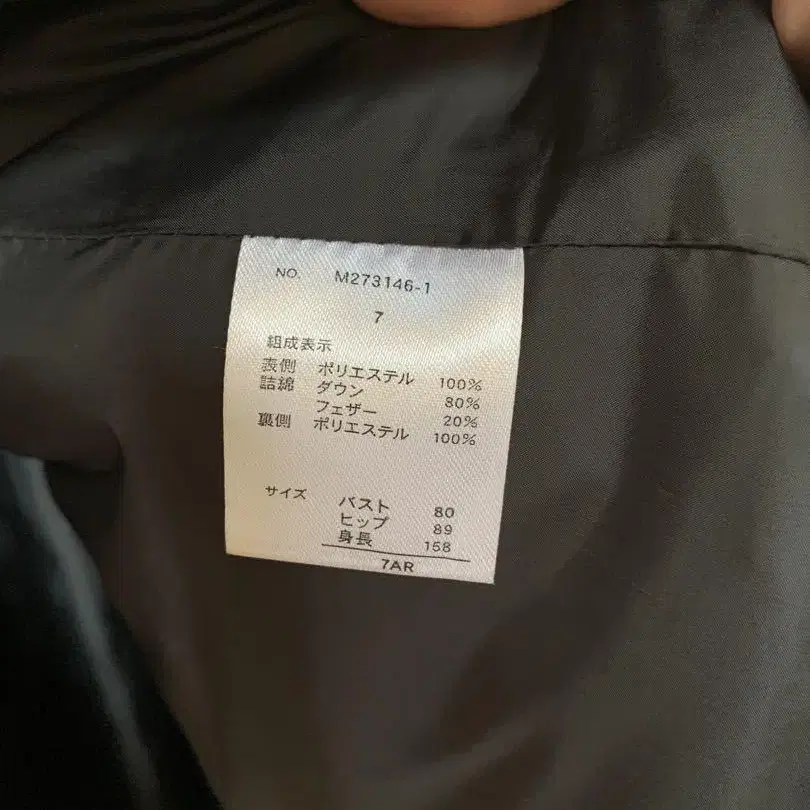 NO. M273146-1
7
組成表示
表側 ポリエステル 100%
詰綿 ダウン 80%
フェザー 20%
裏側 ポリエステル 100%
サイズ バスト 80
ヒップ 89
身長 158
7AR